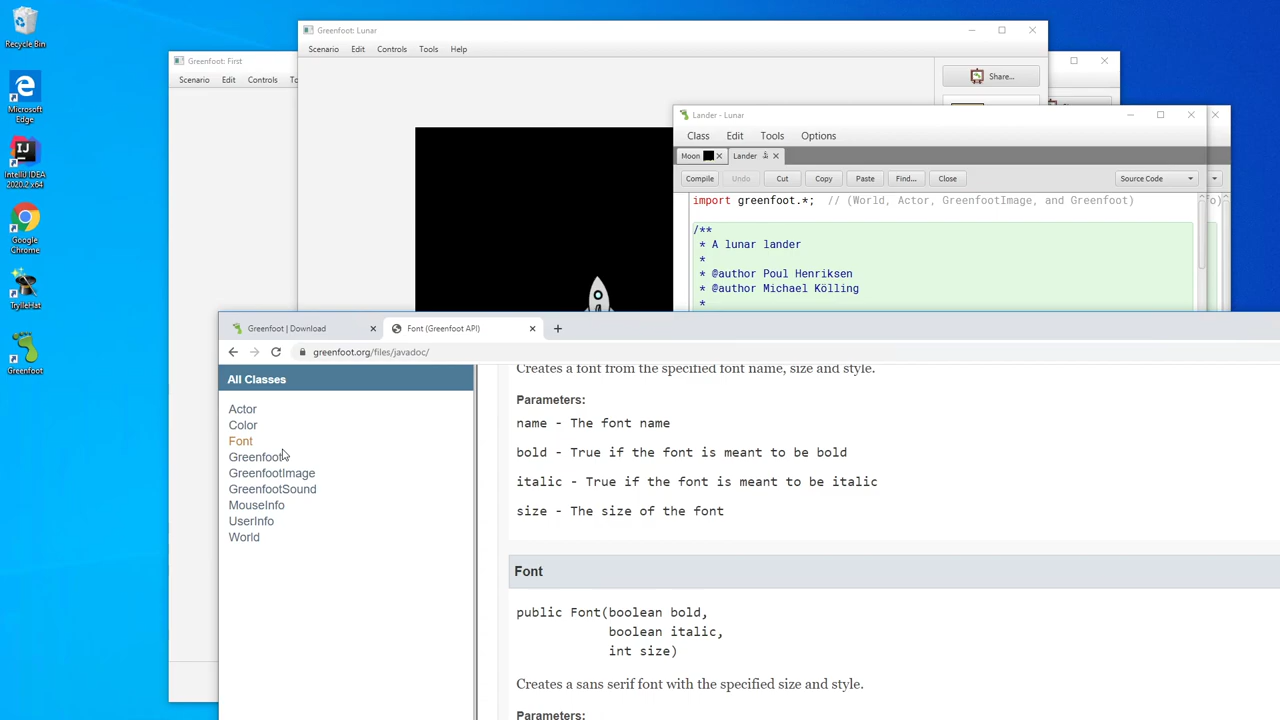 Recycle Bin
Microsoft
Edge
IntelliJ IDEA
2020.2 x64
Google
Chrome
TryileHat
Greenfoot
Greenfoot: First
Scenario Edit Controls
Greenfoot: Lunar
Scenario Edit Controls Tools Help
Share...
Lander - Lunar
Class Edit Tools Options
Moon Lander
Compile Undo Cut Copy Paste Find... Close Source Code
import greenfoot.*; // (World, Actor, GreenfootImage, and Greenfoot)
/**
* A lunar lander
*
* @author Poul Henriksen
* @author Michael Kölling
*
Greenfoot | Download Font (Greenfoot API)
greenfoot.org/files/javadoc/
All Classes
Actor
Color
Font
Greenfoot
GreenfootImage
GreenfootSound
MouseInfo
UserInfo
World
Creates a font from the specified font name, size and style.
Parameters:
name - The font name
bold - True if the font is meant to be bold
italic - True if the font is meant to be italic
size - The size of the font
Font
public Font(boolean bold,
boolean italic,
int size)
Creates a sans serif font with the specified size and style.
Parameters: